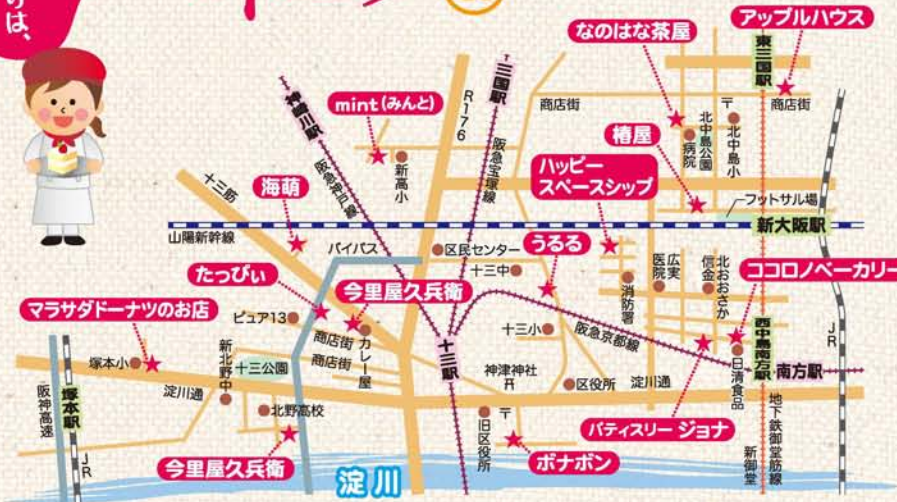 りは、
アップルハウス
なのはな茶屋
東三国駅
三国駅
神崎川駅
mint(みんと)
R176
商店街
〒
商店街
北中島公園
北中島小
病院
椿屋
ハッピー
スペースシップ
新高小
阪急神戸線
阪急宝塚線
十三筋
海萌
フットサル場
新大阪駅
山陽新幹線
バイパス
区民センター
うるる
十三中
広実
医院
北おおさか
信金
ココロノベーカリー
たっぴぃ
今里屋久兵衛
消防署
マラサダドーナツのお店
ピュア13
商店街
カレー屋
十三小
阪急京都線
西中島南方駅
JR
塚本小
新北野中
商店街
十三公園
十三駅
神津神社
日清食品
南方駅
阪神高速
塚本駅
淀川通
区役所
淀川通
北野高校
旧区役所
〒
パティスリー ジョナ
地下鉄御堂筋線
新御堂
JR
今里屋久兵衛
ボナボン
淀川